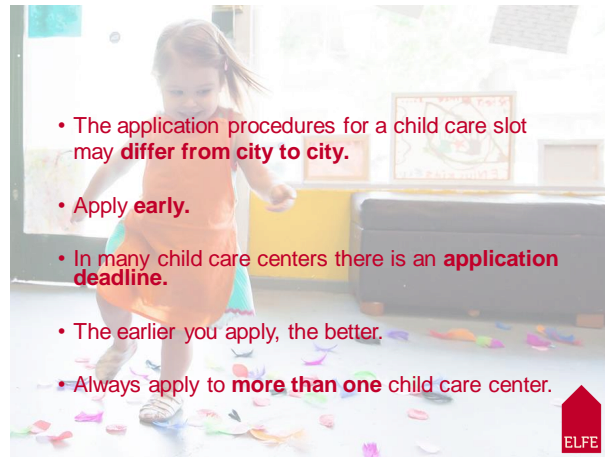 • The application procedures for a child care slot
may differ from city to city.
• Apply early.
• In many child care centers there is an application
deadline.
• The earlier you apply, the better.
• Always apply to more than one child care center.
ELFE